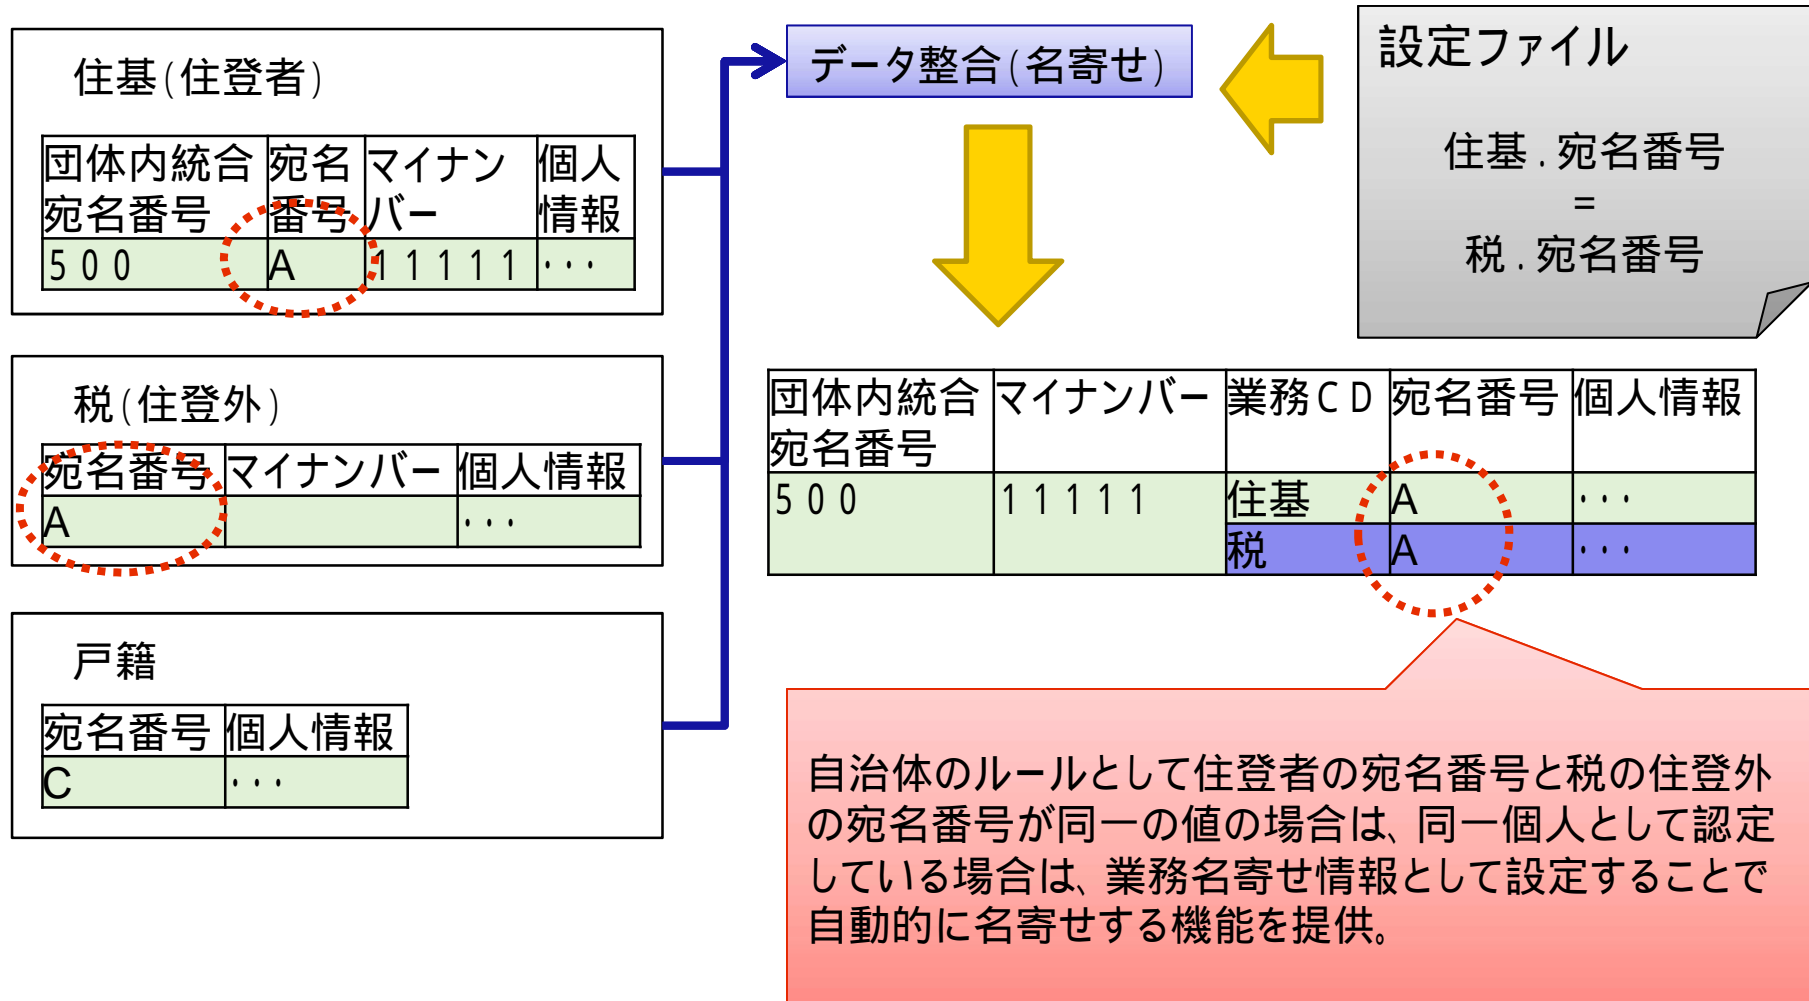 住基(住登者)
団体内統合 宛名 マイナン 個人
宛名番号 番号 バー 情報
500 A 11111 ・・・
税(住登外)
宛名番号 マイナンバー 個人情報
A ・・・
戸籍
宛名番号 個人情報
C ・・・
データ整合(名寄せ)
設定ファイル
住基.宛名番号
=
税.宛名番号
団体内統合 マイナンバー 業務CD 宛名番号 個人情報
宛名番号
500 11111 住基 A ・・・
税 A ・・・
自治体のルールとして住登者の宛名番号と税の住登外
の宛名番号が同一の値の場合は、同一個人として認定
している場合は、業務名寄せ情報として設定することで
自動的に名寄せする機能を提供。